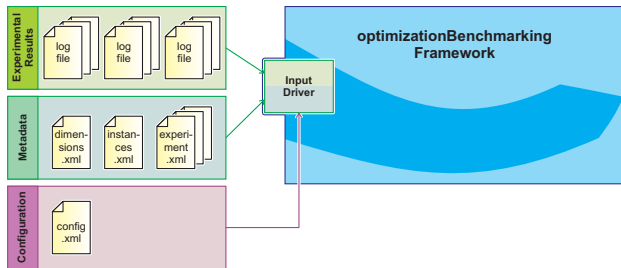 Experimental
Results
log
file
log
file
log
file
optimizationBenchmarking
Framework
Input
Driver
Metadata
dimen-
sions
.xml
instan-
ces
.xml
experi-
ment
.xml
Configuration
config
.xml